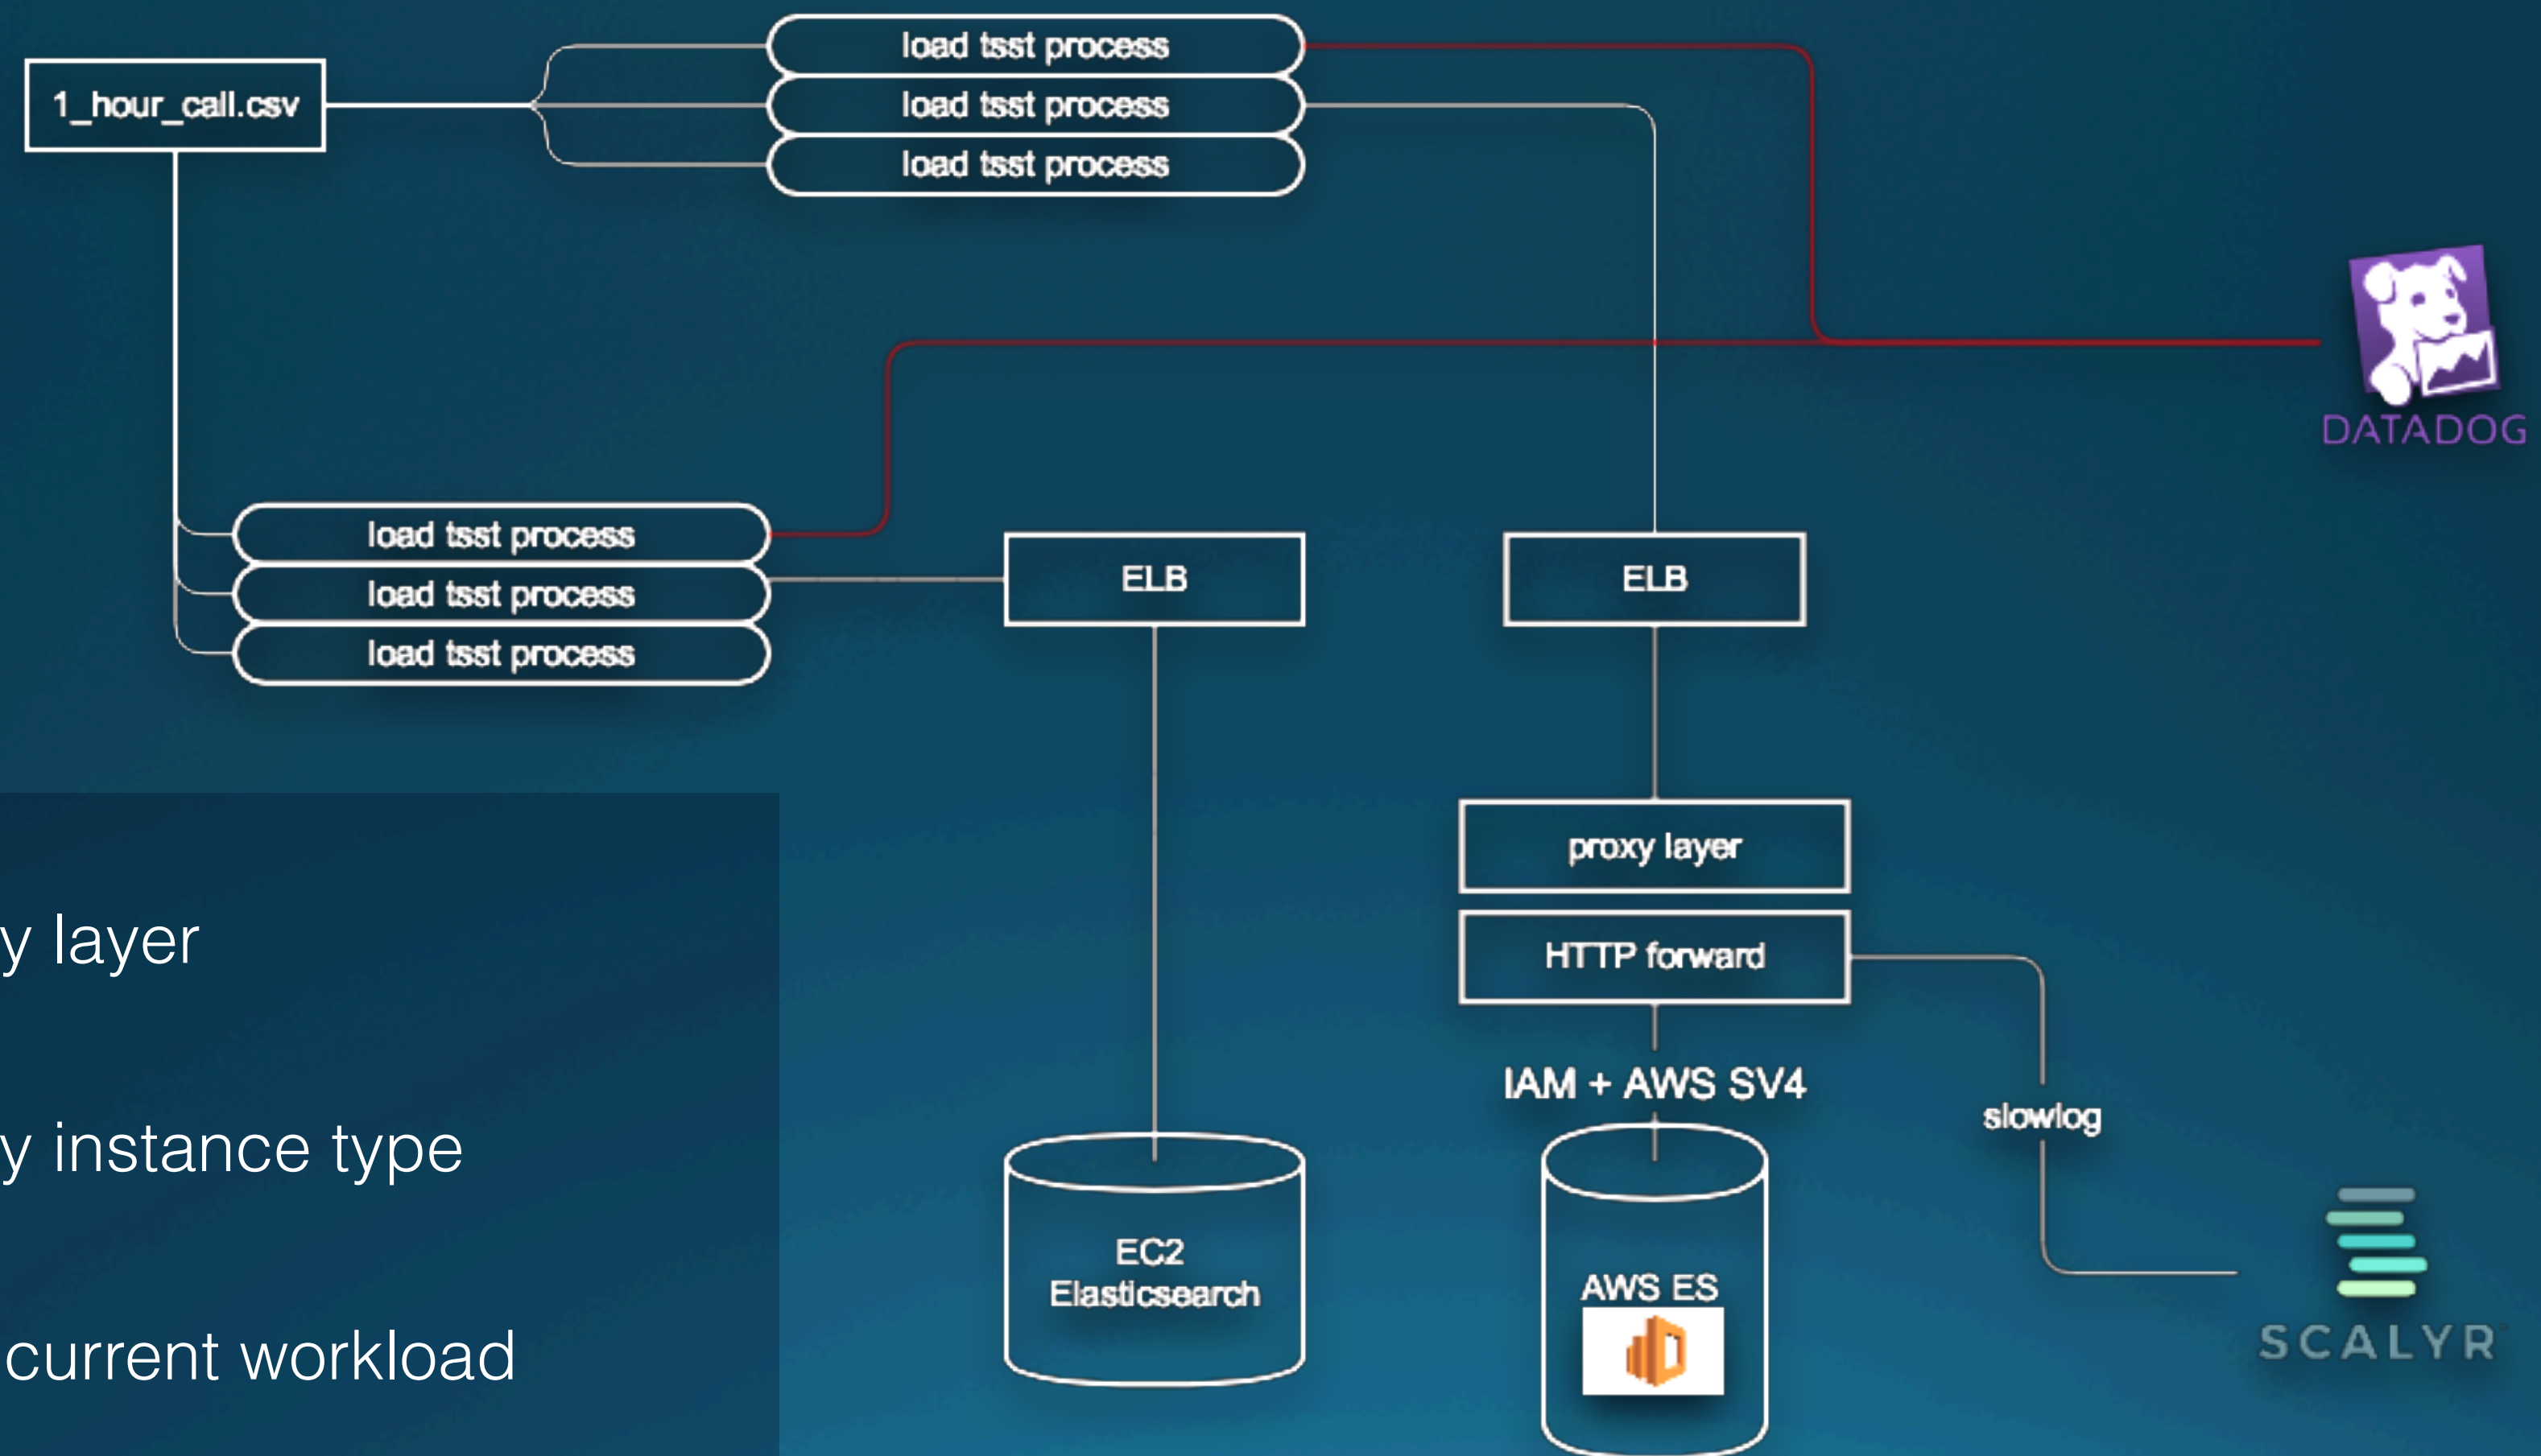 load tsst process
1_hour_call.csv
load tsst process
load tsst process
DATADOG
load tsst process
load tsst process
load tsst process
ELB
ELB
proxy layer
HTTP forward
IAM + AWS SV4
slowlog
EC2
Elasticsearch
AWS ES
SCALYR
y layer
y instance type
current workload